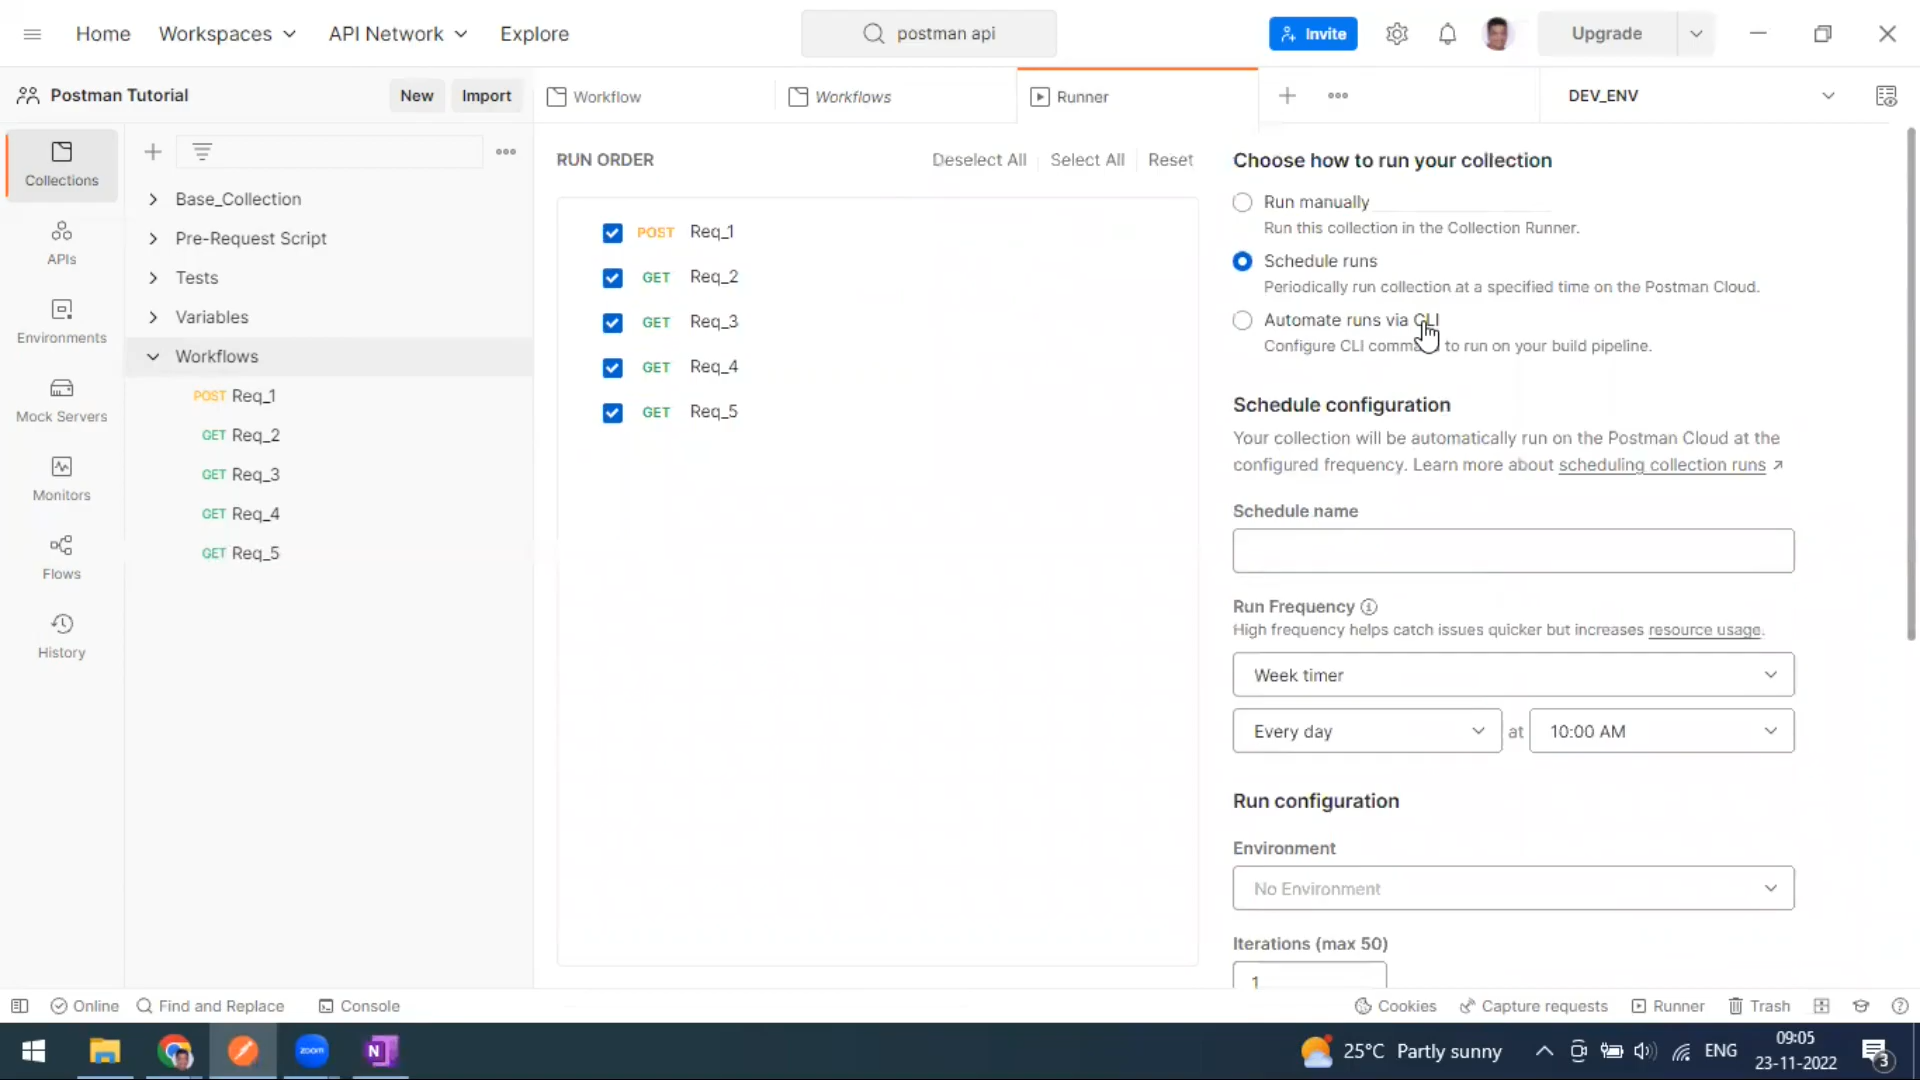 Home
Workspaces
API Network
Explore
postman api
Invite
Upgrade
Postman Tutorial
New
Import
Workflow
Workflows
Runner
DEV_ENV
Collections
APIs
Environments
Mock Servers
Monitors
Flows
History
Base_Collection
Pre-Request Script
Tests
Variables
Workflows
POST Req_1
GET Req_2
GET Req_3
GET Req_4
GET Req_5
RUN ORDER
Deselect All
Select All
Reset
POST Req_1
GET Req_2
GET Req_3
GET Req_4
GET Req_5
Choose how to run your collection
Run manually
Run this collection in the Collection Runner.
Schedule runs
Periodically run collection at a specified time on the Postman Cloud.
Automate runs via CLI
Configure CLI command to run on your build pipeline.
Schedule configuration
Your collection will be automatically run on the Postman Cloud at the
configured frequency. Learn more about scheduling collection runs
Schedule name
Run Frequency
High frequency helps catch issues quicker but increases resource usage.
Week timer
Every day at 10:00 AM
Run configuration
Environment
No Environment
Iterations (max 50)
1
Online
Find and Replace
Console
Cookies
Capture requests
Runner
Trash
zoom
N
25°C Partly sunny
ENG
09:05
23-11-2022
3